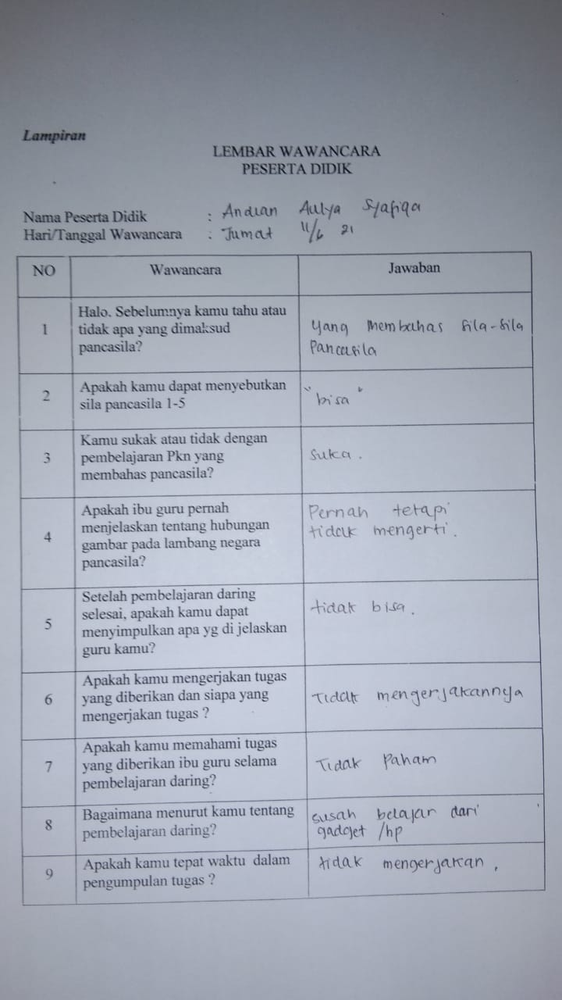 Lampiran
LEMBAR WAWANCARA
PESERTA DIDIK
Nama Peserta Didik : Andian Aulya Syafiqa
Hari/Tanggal Wawancara : Jumat 11/6 21
NO Wawancara Jawaban
1 Halo. Sebelumnya kamu tahu atau
tidak apa yang dimaksud
pancasila?
Yang Membahas Sila-Sila
Pancasila
2 Apakah kamu dapat menyebutkan
sila pancasila 1-5
"bisa"
3 Kamu sukak atau tidak dengan
pembelajaran Pkn yang
membahas pancasila?
Suka.
4 Apakah ibu guru pernah
menjelaskan tentang hubungan
gambar pada lambang negara
pancasila?
Pernah tetapi
tidak mengerti.
5 Setelah pembelajaran daring
selesai, apakah kamu dapat
menyimpulkan apa yg di jelaskan
guru kamu?
tidak bisa.
6 Apakah kamu mengerjakan tugas
yang diberikan dan siapa yang
mengerjakan tugas ?
Tidak mengerjakannya
7 Apakah kamu memahami tugas
yang diberikan ibu guru selama
pembelajaran daring?
Tidak Paham
8 Bagaimana menurut kamu tentang
pembelajaran daring?
susah belajar dari
gadget /hp
9 Apakah kamu tepat waktu dalam
pengumpulan tugas ?
tidak mengerjakan,